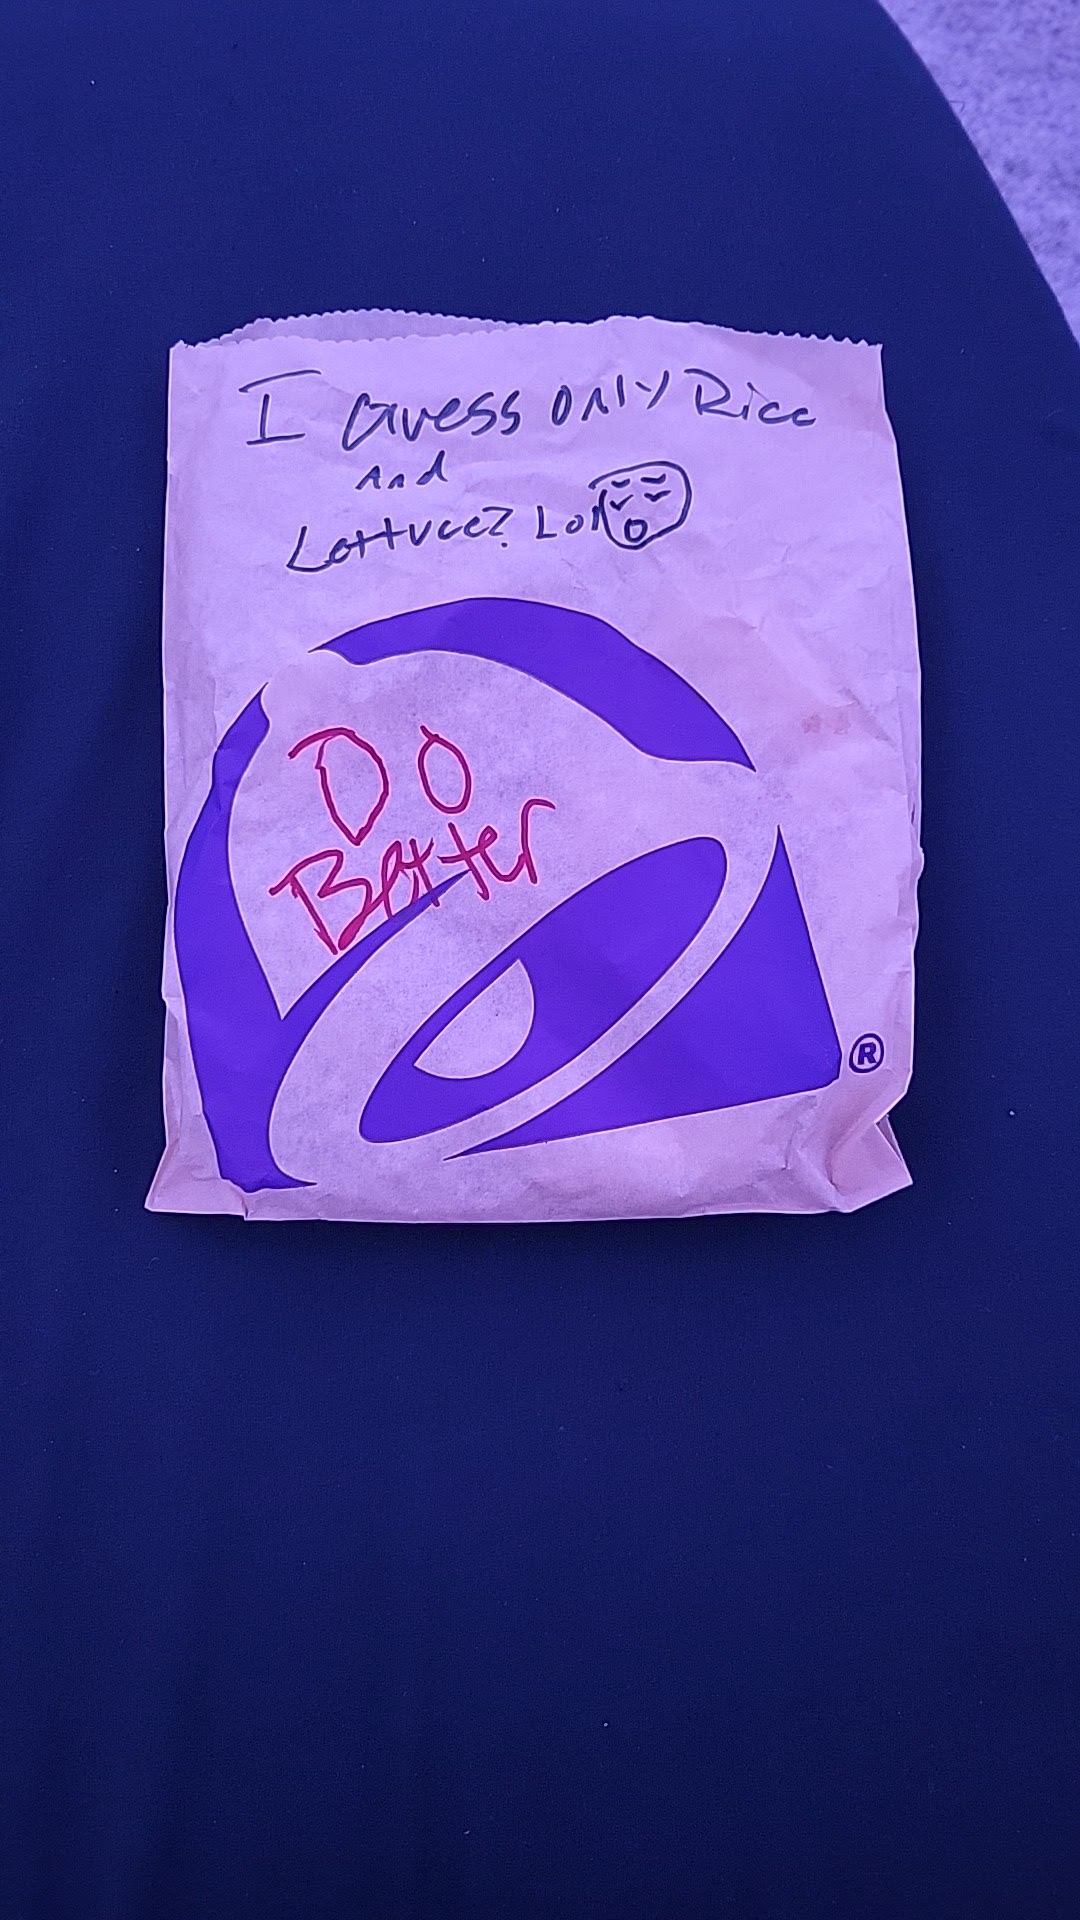 I Guess only Rice
And
Lettuce? Lol
Do
Better
®